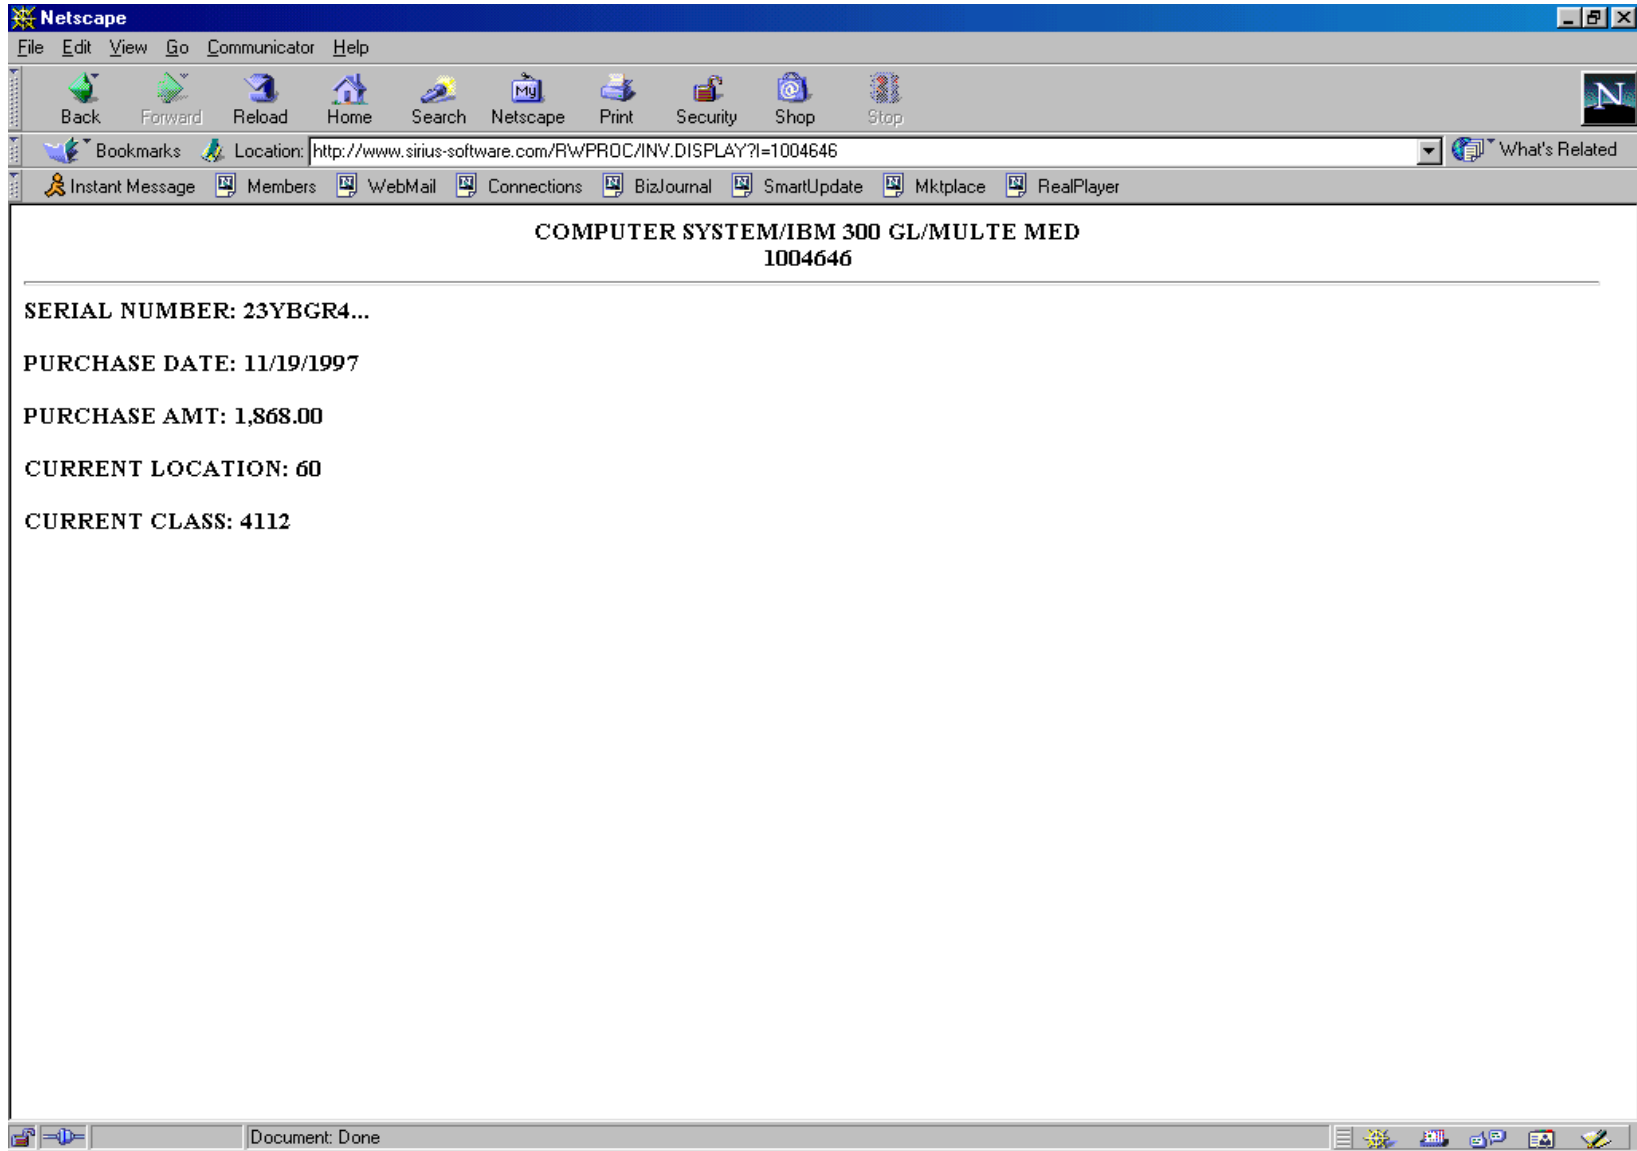 Netscape
File Edit View Go Communicator Help
My N
Back Forward Reload Home Search Netscape Print Security Shop Stop
Bookmarks Location: http://www.sirius-software.com/RWPROC/INV.DISPLAY?I=1004646 What's Related
Instant Message Members WebMail Connections BizJournal SmartUpdate Mktplace RealPlayer
COMPUTER SYSTEM/IBM 300 GL/MULTE MED
1004646
SERIAL NUMBER: 23YBGR4...
PURCHASE DATE: 11/19/1997
PURCHASE AMT: 1,868.00
CURRENT LOCATION: 60
CURRENT CLASS: 4112
Document: Done